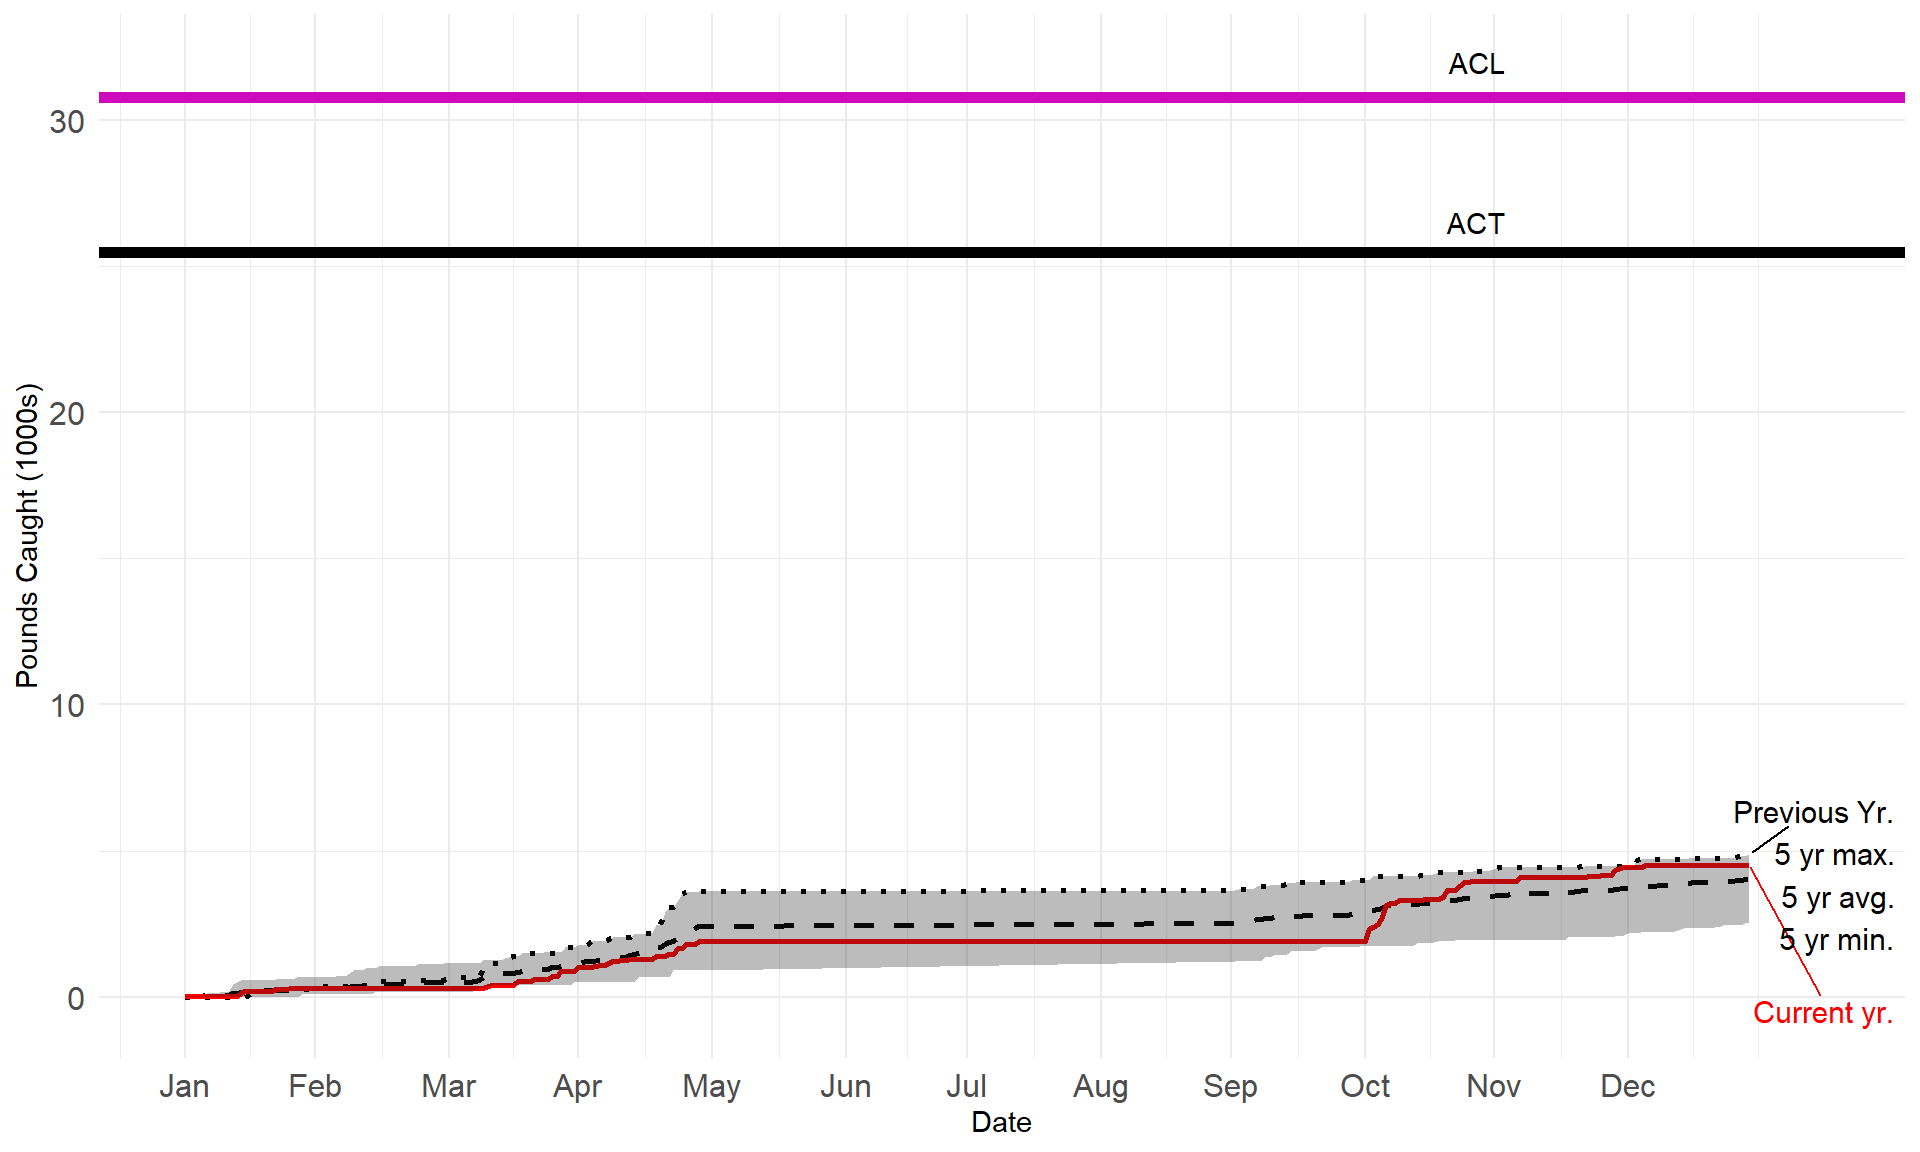 ACL
30
ACT
Pounds Caught (1000s)
20
10
Previous Yr.
5 yr max.
5 yr avg.
5 yr min.
0
Current yr.
Jan Feb Mar Apr May Jun Jul Aug Sep Oct Nov Dec
Date